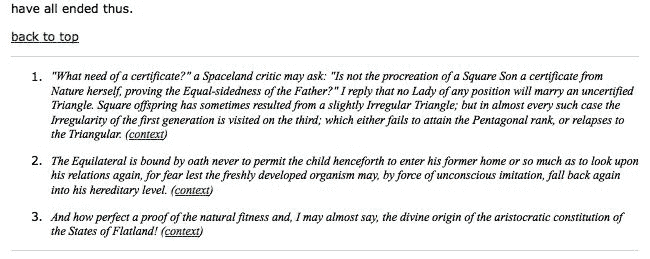 have all ended thus.
back to top
1. "What need of a certificate?" a Spaceland critic may ask: "Is not the procreation of a Square Son a certificate from
Nature herself, proving the Equal-sidedness of the Father?" I reply that no Lady of any position will marry an uncertified
Triangle. Square offspring has sometimes resulted from a slightly Irregular Triangle; but in almost every such case the
Irregularity of the first generation is visited on the third; which either fails to attain the Pentagonal rank, or relapses to
the Triangular. (context)
2. The Equilateral is bound by oath never to permit the child henceforth to enter his former home or so much as to look upon
his relations again, for fear lest the freshly developed organism may, by force of unconscious imitation, fall back again
into his hereditary level. (context)
3. And how perfect a proof of the natural fitness and, I may almost say, the divine origin of the aristocratic constitution of
the States of Flatland! (context)